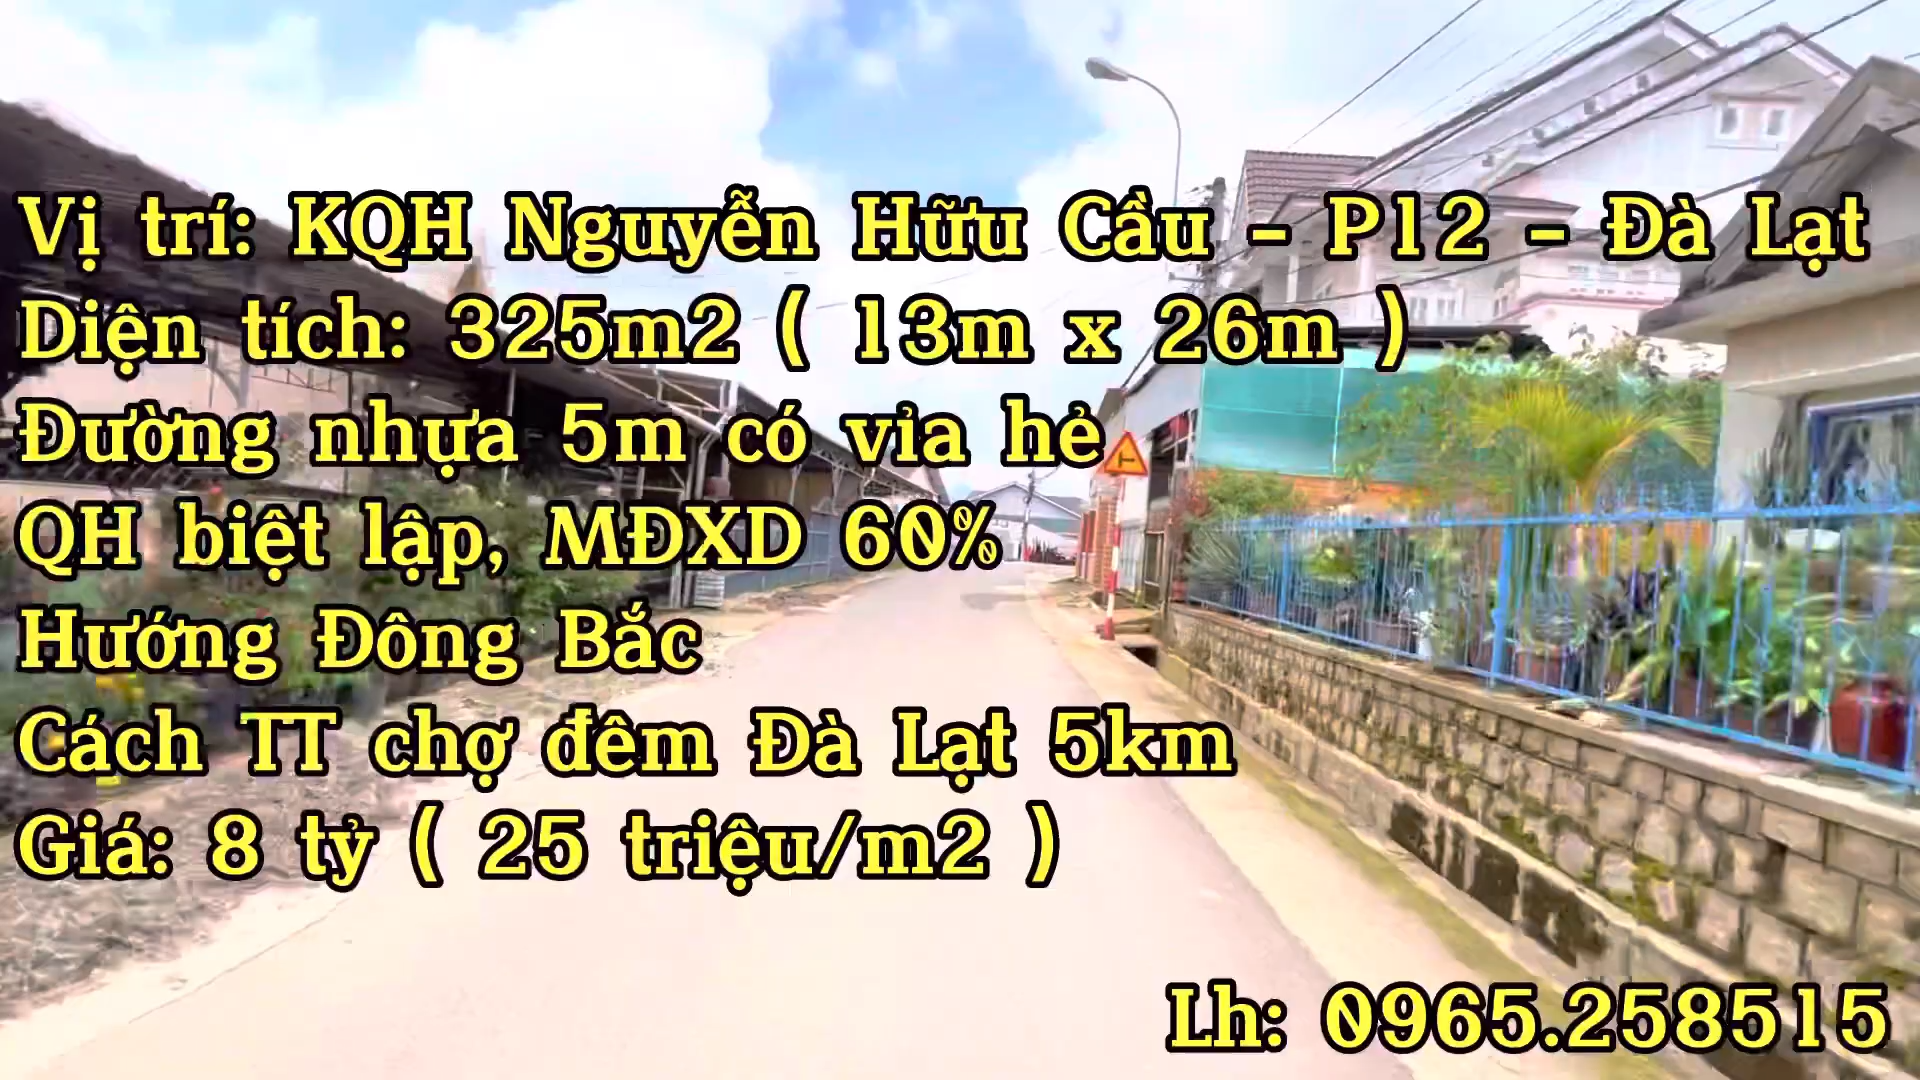 Vị trí: KQH Nguyễn Hữu Cầu – P12 – Đà Lạt
Diện tích: 325m2 ( 13m x 26m )
Đường nhựa 5m có vỉa hẻ
QH biệt lập, MĐXD 60%
Hướng Đông Bắc
Cách TT chợ đêm Đà Lạt 5km
Giá: 8 tỷ ( 25 triệu/m2 )
Lh: 0965.258515